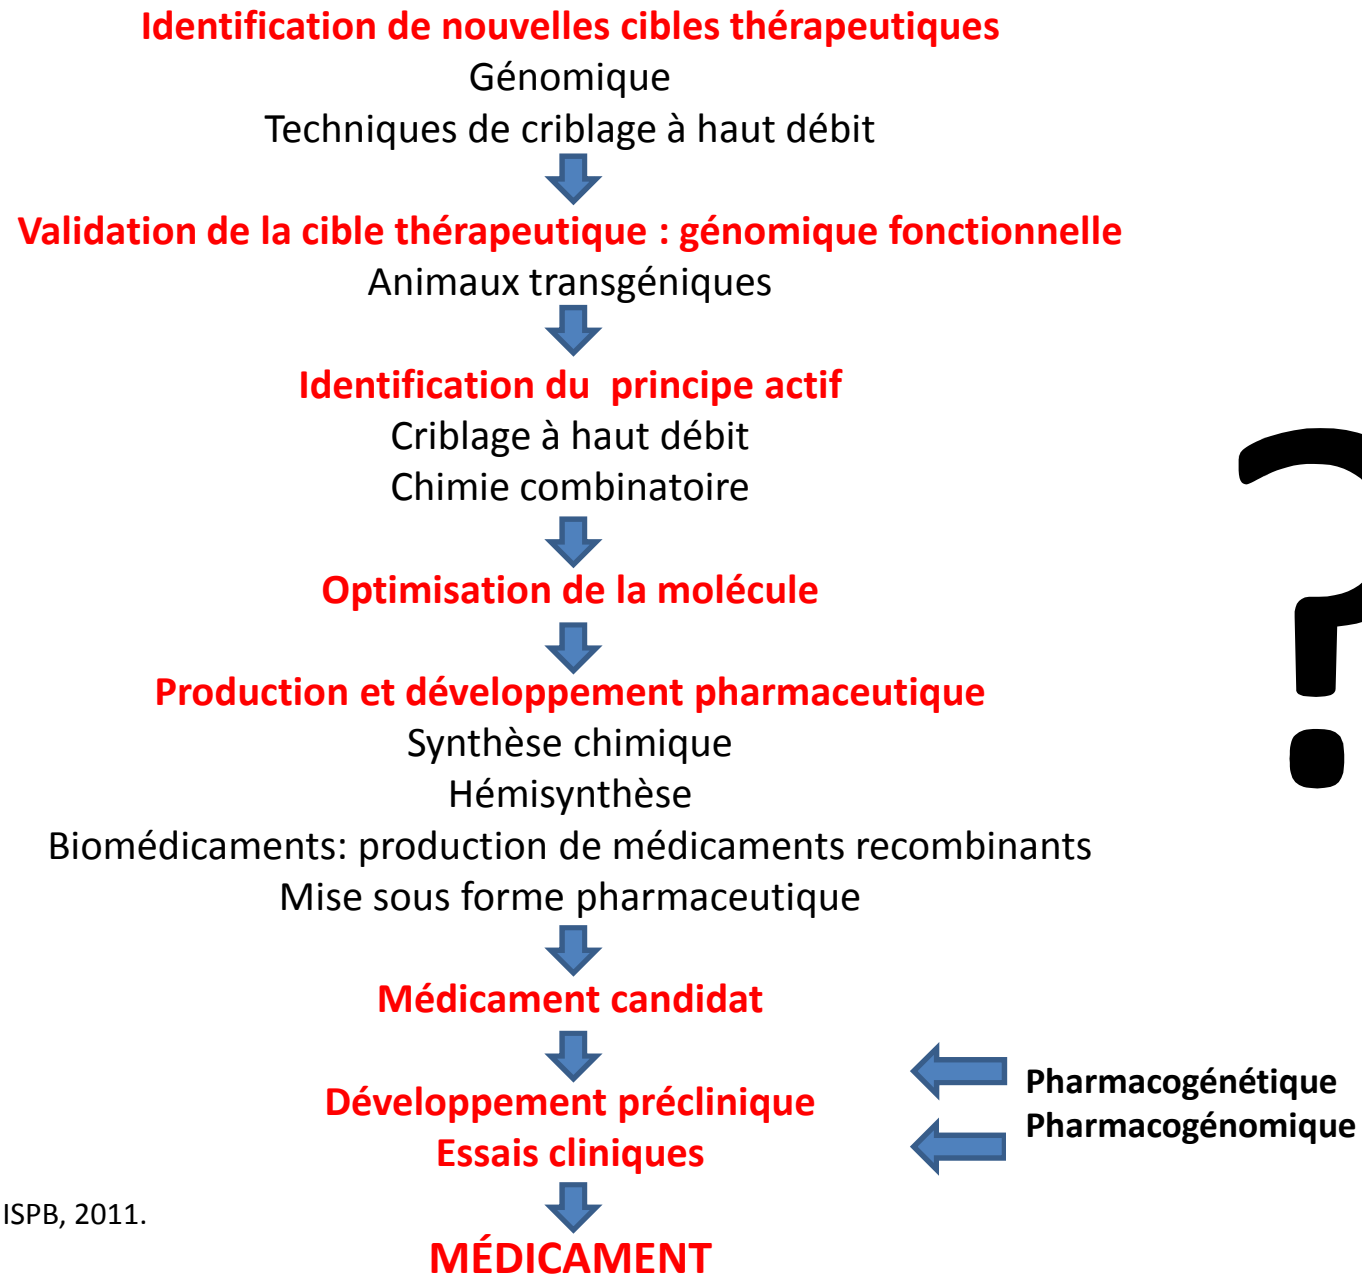 Identification de nouvelles cibles thérapeutiques
Génomique
Techniques de criblage à haut débit
Validation de la cible thérapeutique : génomique fonctionnelle
Animaux transgéniques
Identification du  principe actif
Criblage à haut débit
Chimie combinatoire
?
Optimisation de la molécule
Production et développement pharmaceutique
Synthèse chimique
Hémisynthèse
Biomédicaments: production de médicaments recombinants
Mise sous forme pharmaceutique
Médicament candidat
Développement préclinique
Essais cliniques
Pharmacogénétique
Pharmacogénomique
ISPB, 2011.
MÉDICAMENT